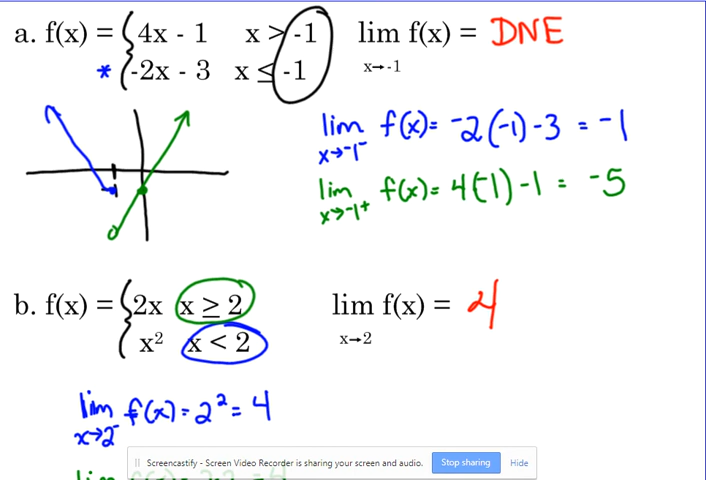 a. f(x) = { 4x - 1 x > -1 lim f(x) = DNE
* -2x - 3 x ≤ -1 x→-1
lim f(x) = -2(-1) - 3 = -1
x→-1⁻
lim f(x) = 4(-1) - 1 = -5
x→-1⁺
-1
b. f(x) = { 2x x ≥ 2 lim f(x) = 4
x² x < 2 x→2
lim f(x) = 2² = 4
x→2⁻
Screencastify - Screen Video Recorder is sharing your screen and audio. Stop sharing Hide